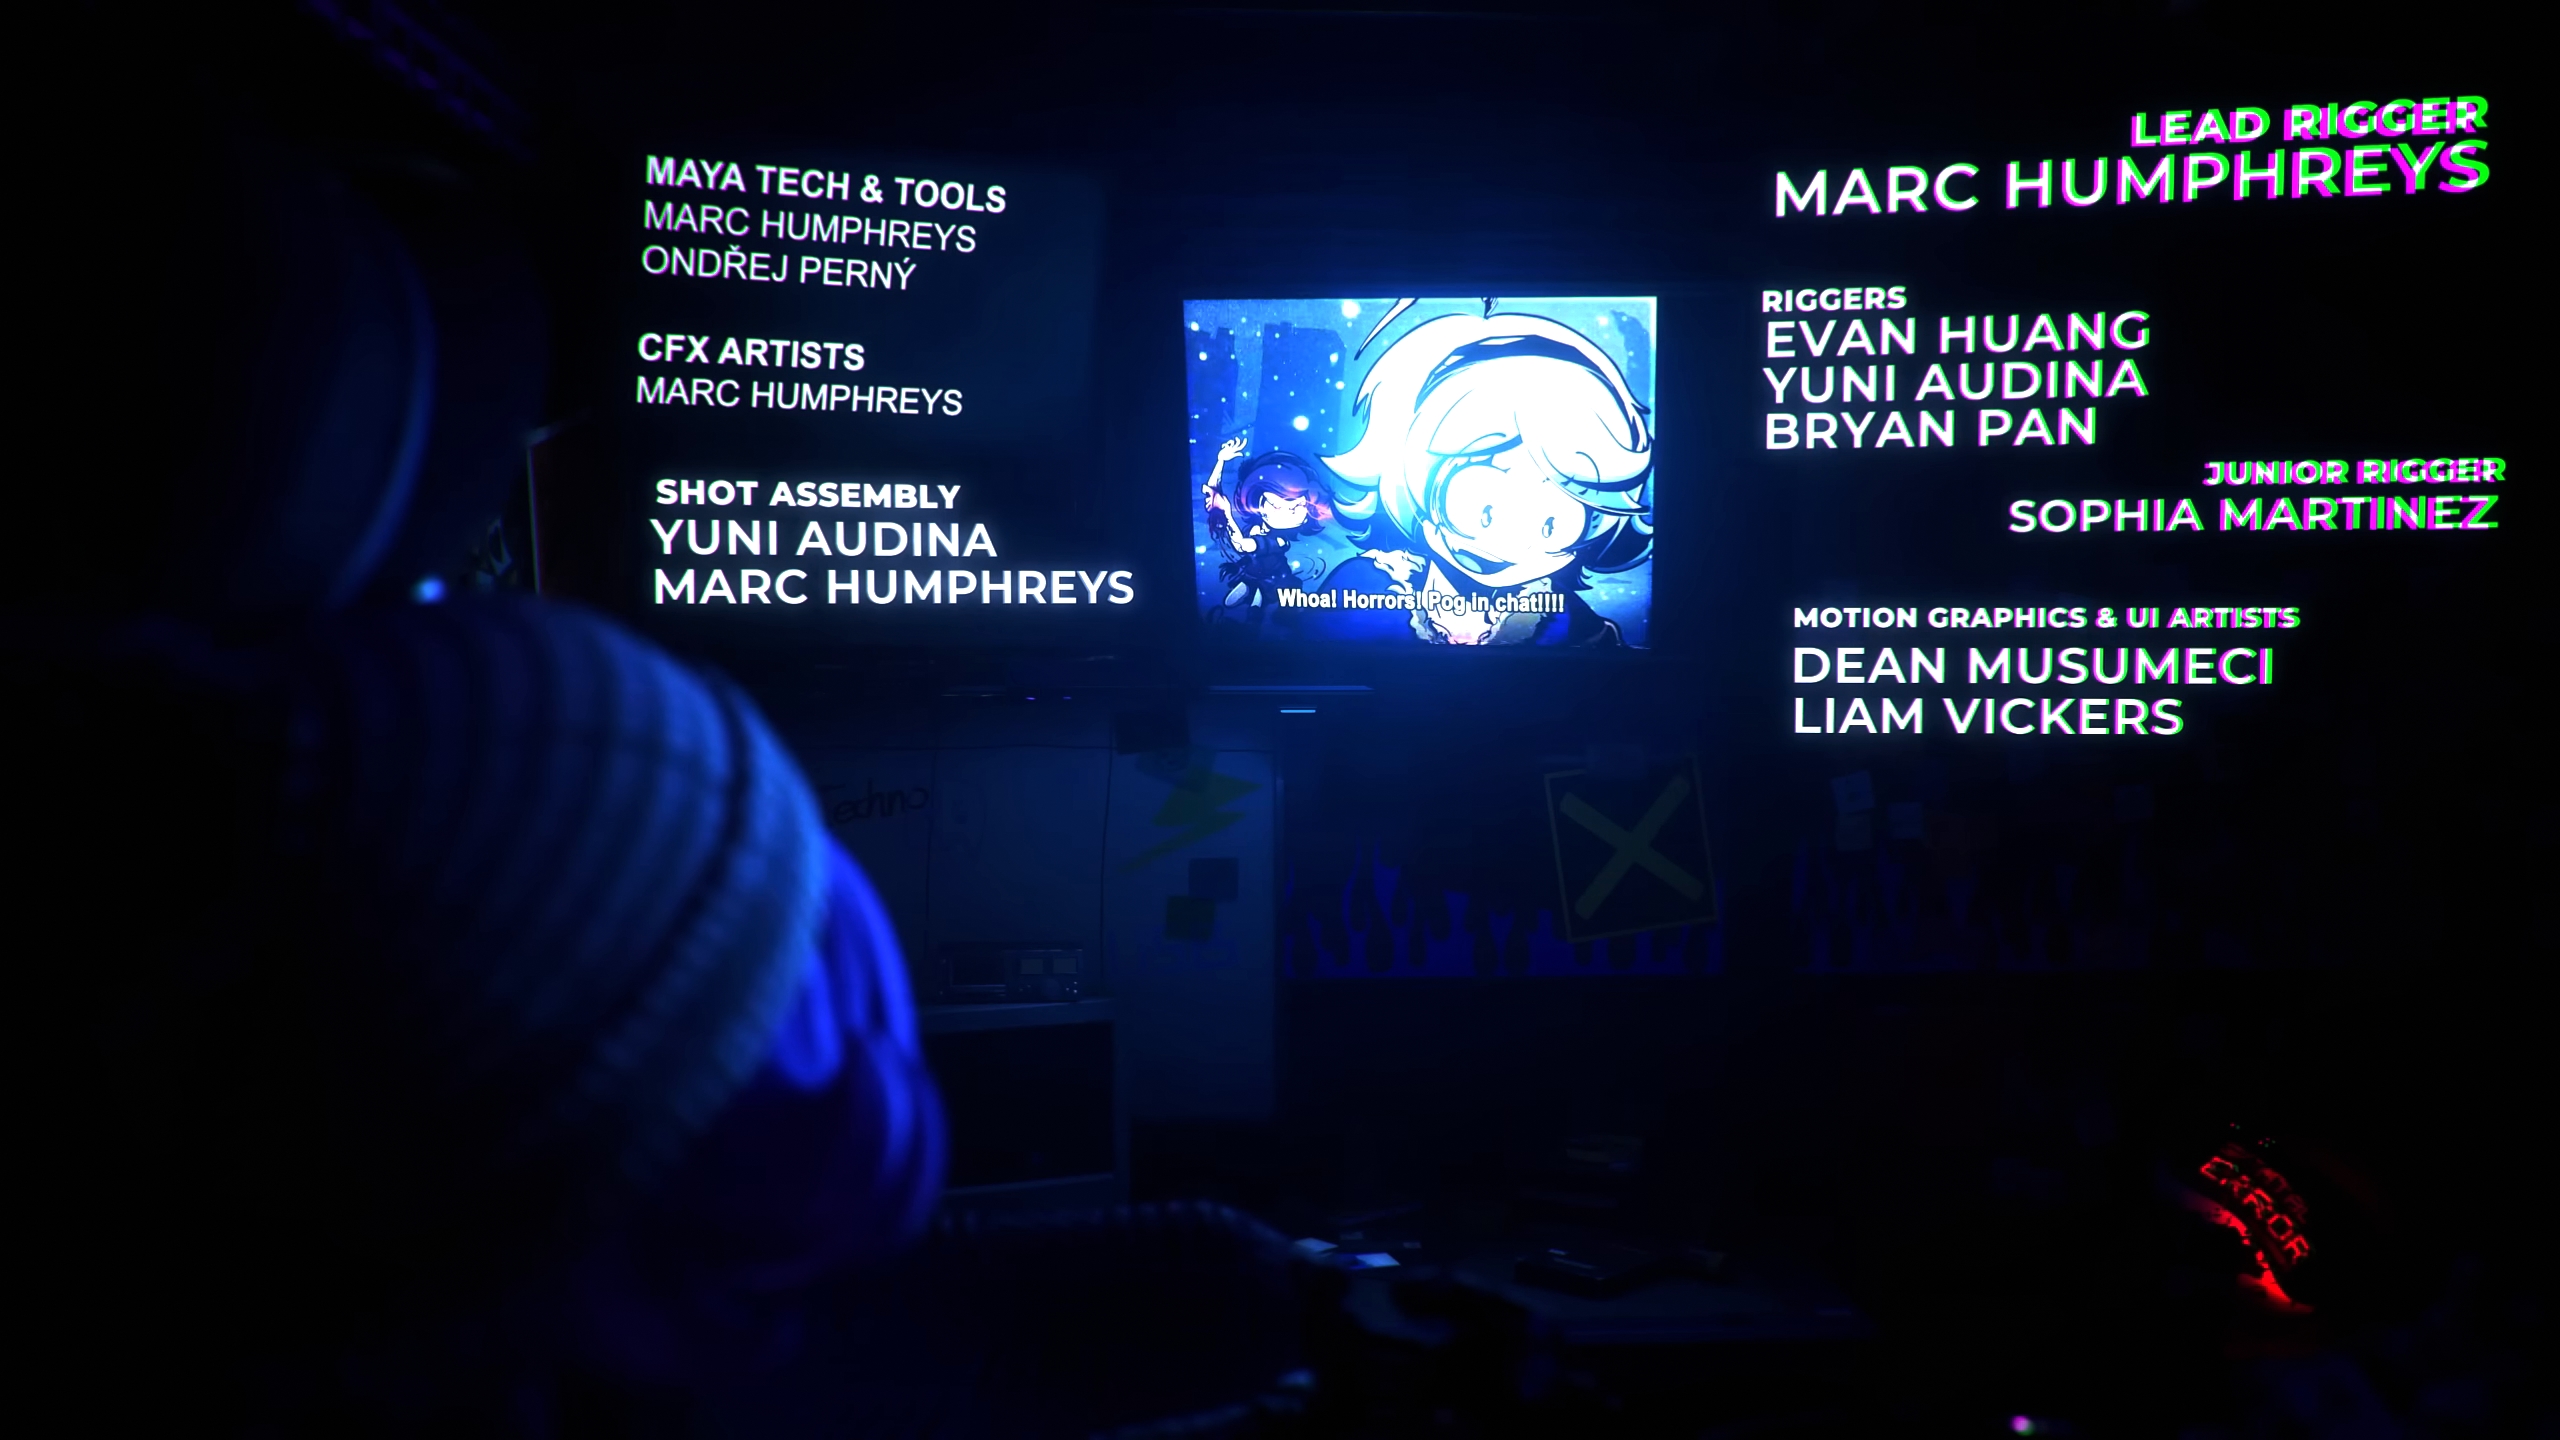 MAYA TECH & TOOLS
MARC HUMPHREYS
ONDŘEJ PERNÝ
CFX ARTISTS
MARC HUMPHREYS
SHOT ASSEMBLY
YUNI AUDINA
MARC HUMPHREYS
Whoa! Horrors! Pog in chat!!!!
LEAD RIGGER
MARC HUMPHREYS
RIGGERS
EVAN HUANG
YUNI AUDINA
BRYAN PAN
JUNIOR RIGGER
SOPHIA MARTINEZ
MOTION GRAPHICS & UI ARTISTS
DEAN MUSUMECI
LIAM VICKERS
Techno
ERROR